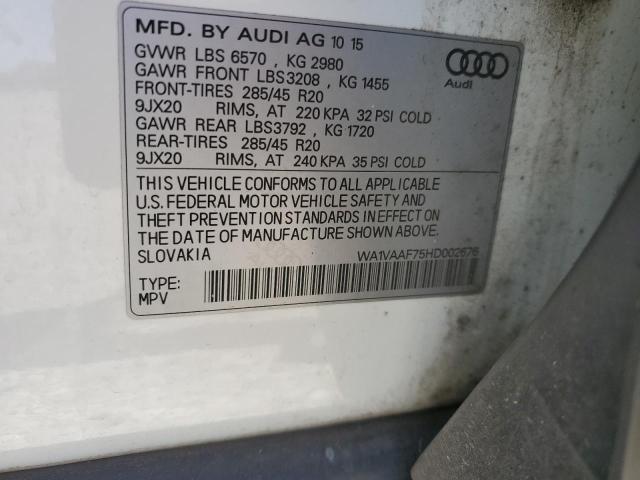 MFD. BY AUDI AG 10 15
GVWR LBS 6570 , KG 2980
GAWR FRONT LBS3208 , KG 1455
FRONT-TIRES 285/45 R20
9JX20 RIMS, AT 220 KPA 32 PSI COLD
GAWR REAR LBS3792 , KG 1720
REAR-TIRES 285/45 R20
9JX20 RIMS, AT 240 KPA 35 PSI COLD
THIS VEHICLE CONFORMS TO ALL APPLICABLE
U.S. FEDERAL MOTOR VEHICLE SAFETY AND
THEFT PREVENTION STANDARDS IN EFFECT ON
THE DATE OF MANUFACTURE SHOWN ABOVE.
SLOVAKIA
WA1VAAF75HD002676
TYPE:
MPV
Audi